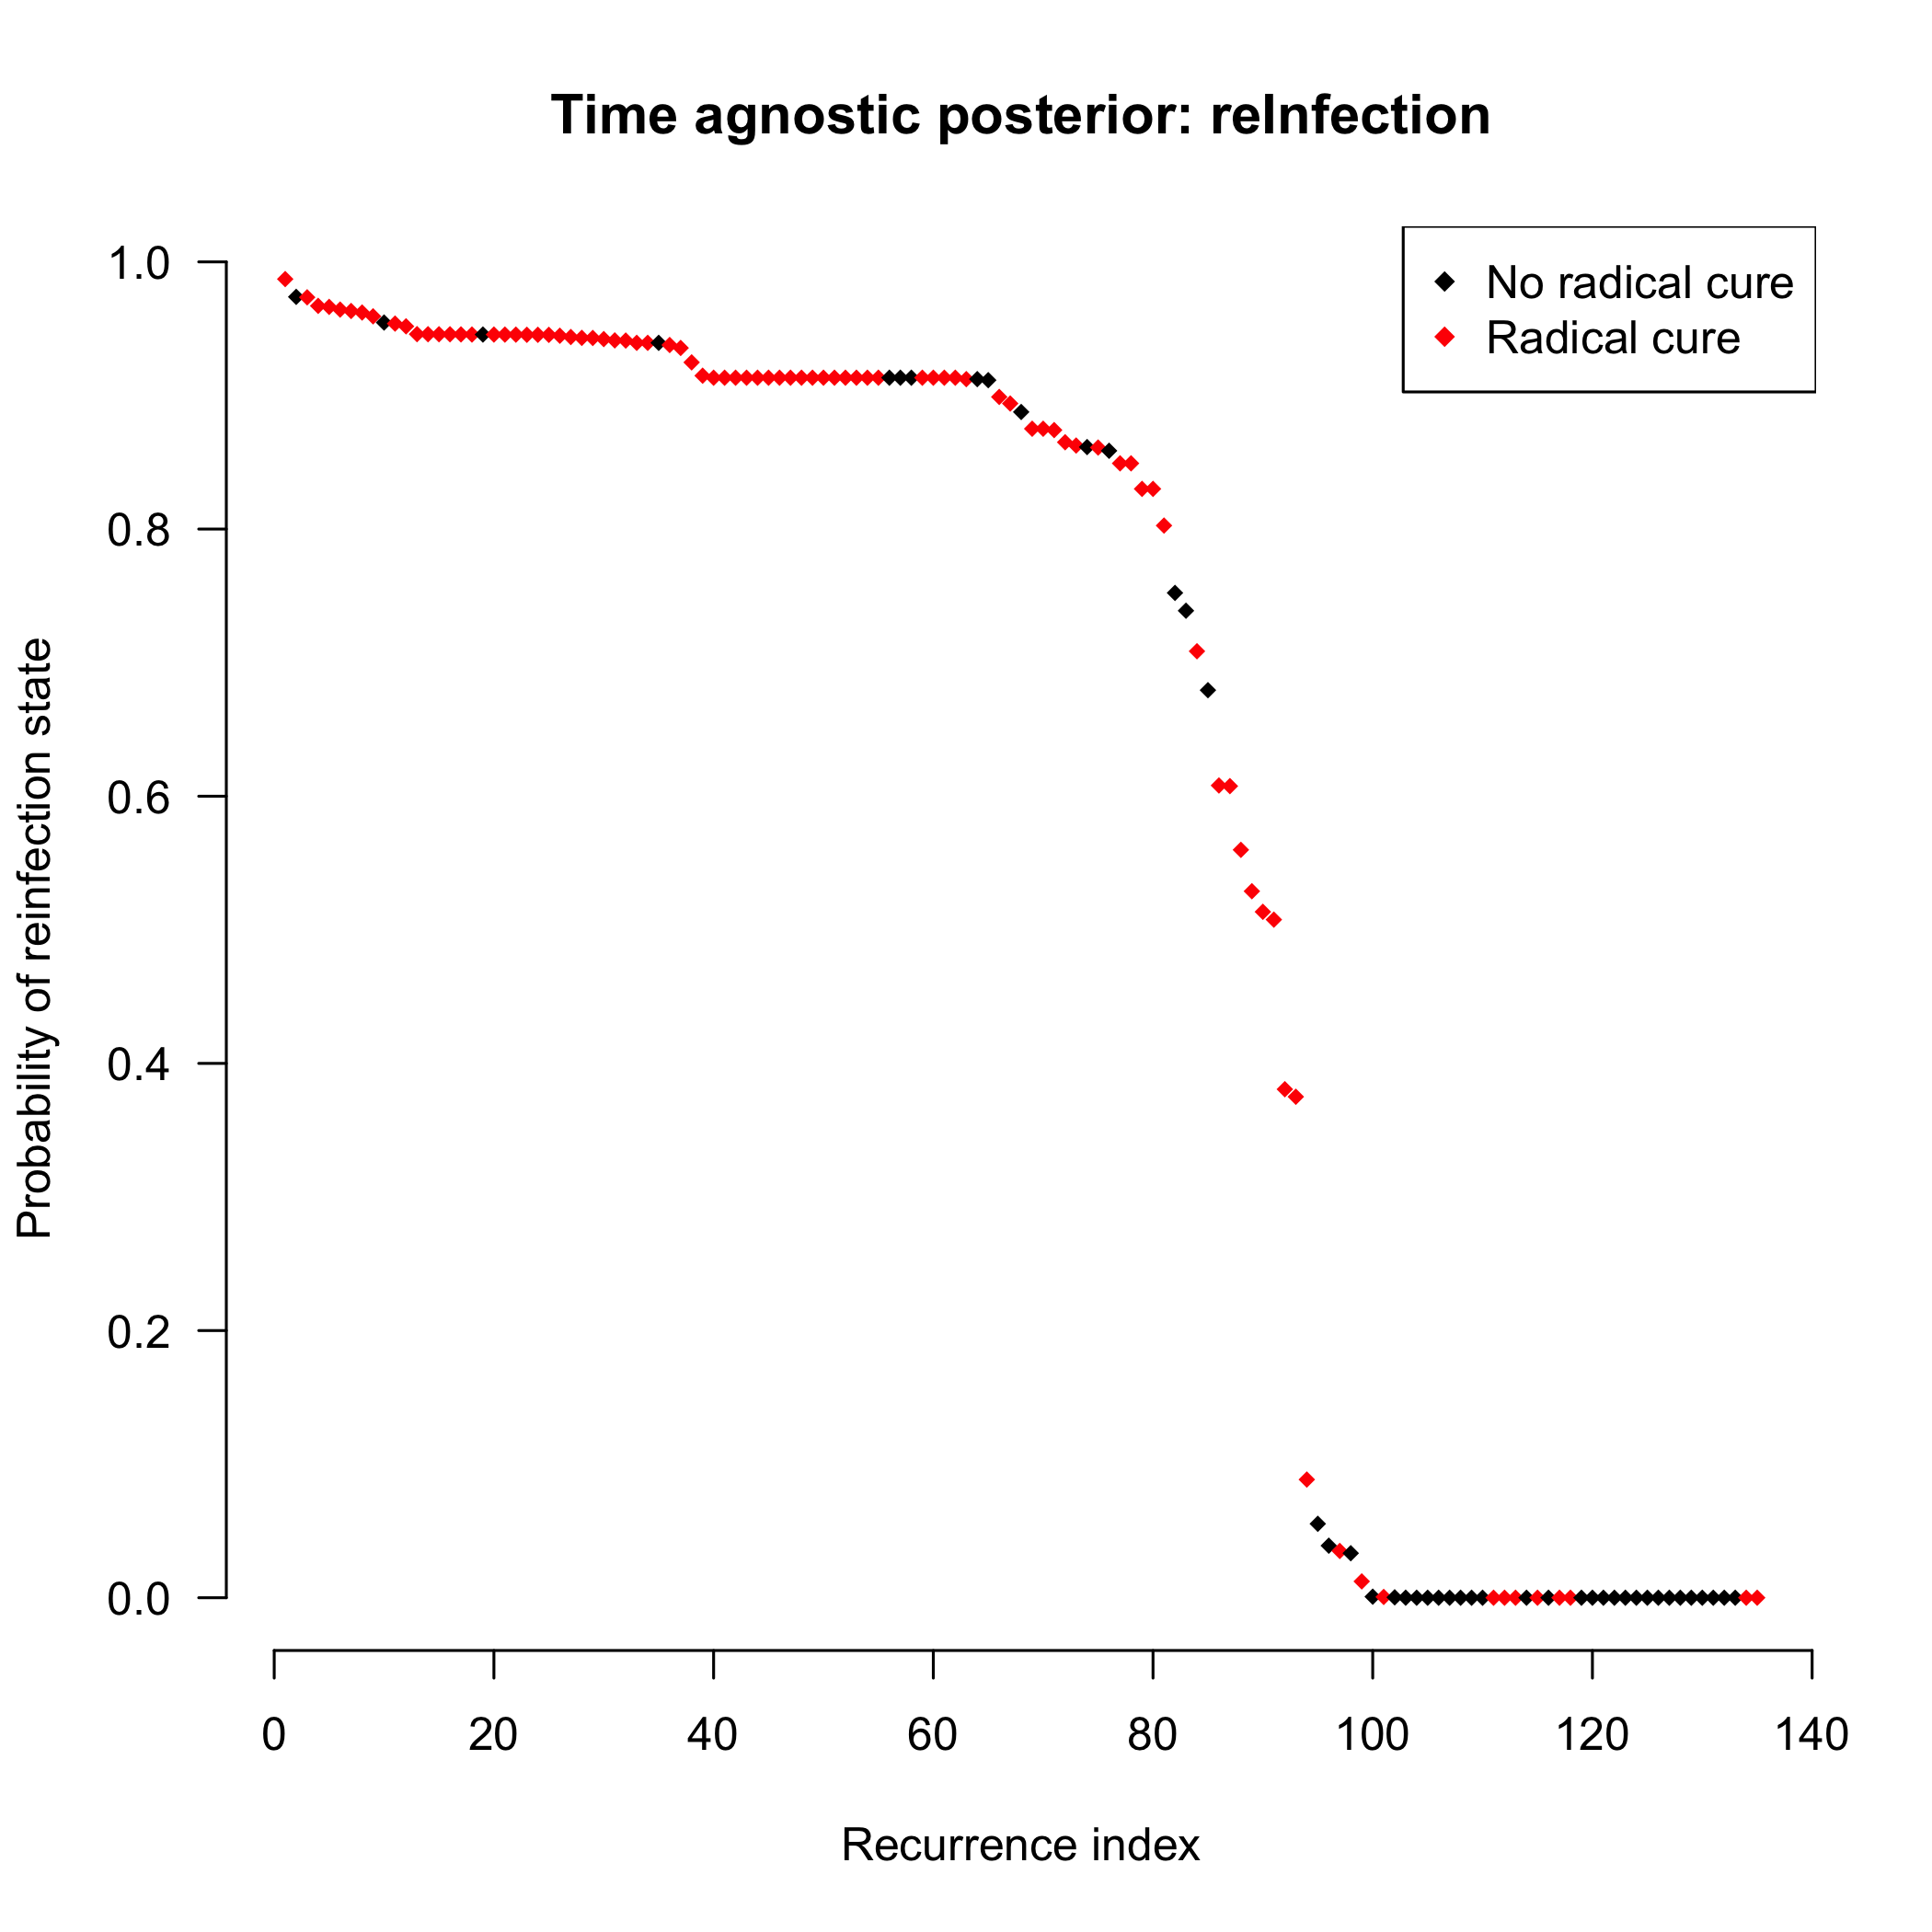 Time agnostic posterior: reInfection
No radical cure
Radical cure
Probability of reinfection state
1.0
0.8
0.6
0.4
0.2
0.0
0 20 40 60 80 100 120 140
Recurrence index